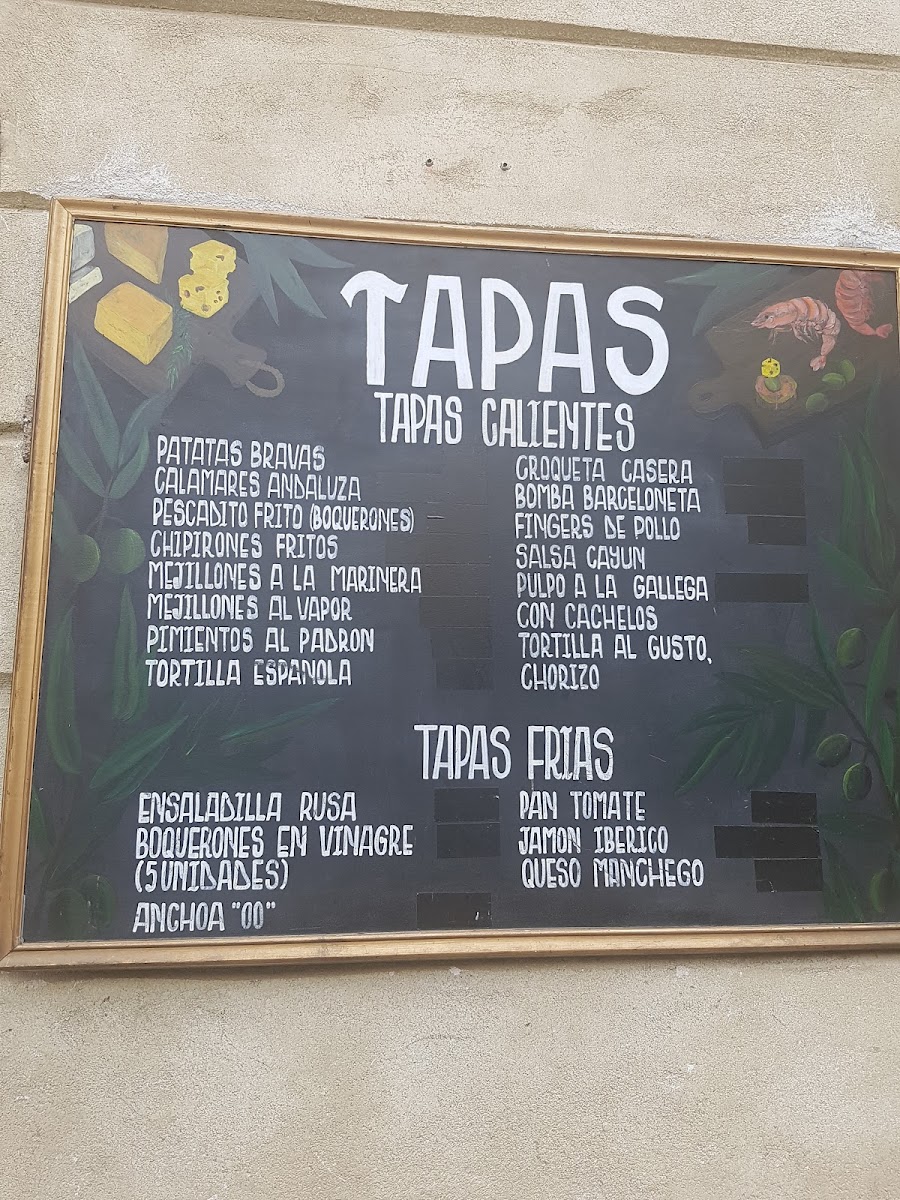 TAPAS
TAPAS CALIENTES
PATATAS BRAVAS
CALAMARES ANDALUZA
PESCADITO FRITO (BOQUERONES)
CHIPIRONES FRITOS
MEJILLONES A LA MARINERA
MEJILLONES AL VAPOR
PIMIENTOS AL PADRON
TORTILLA ESPAÑOLA
CROQUETA CASERA
BOMBA BARCELONETA
FINGERS DE POLLO
SALSA CAYUN
PULPO A LA GALLEGA
CON CACHELOS
TORTILLA AL GUSTO,
CHORIZO
TAPAS FRIAS
ENSALADILLA RUSA
BOQUERONES EN VINAGRE
(5 UNIDADES)
ANCHOA "00"
PAN TOMATE
JAMON IBERICO
QUESO MANCHEGO